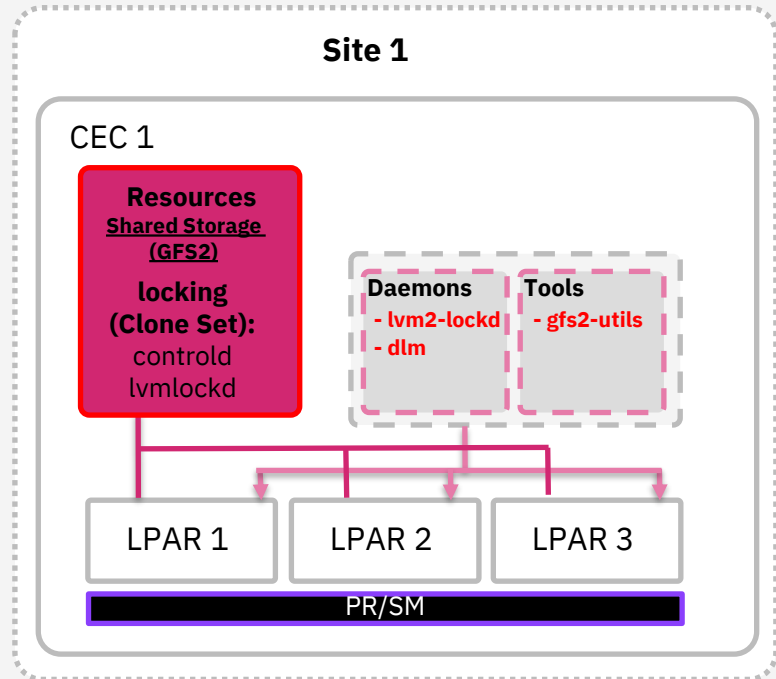 Site 1
CEC 1
Resources
Shared Storage
(GFS2)
locking
(Clone Set):
controld
lvmlockd
Daemons
- lvm2-lockd
- dlm
Tools
- gfs2-utils
LPAR 1
LPAR 2
LPAR 3
PR/SM